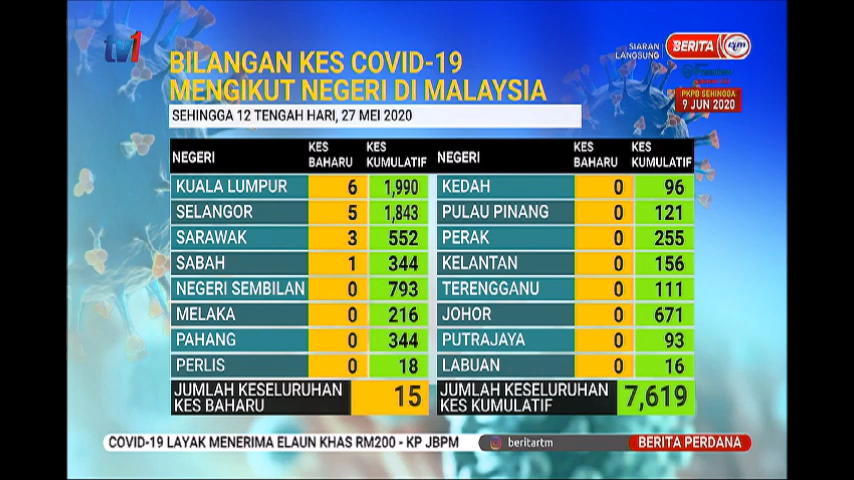 tv1
SIARAN
LANGSUNG
BERITA rtm
PKPB SEHINGGA
9 JUN 2020
BILANGAN KES COVID-19
MENGIKUT NEGERI DI MALAYSIA
SEHINGGA 12 TENGAH HARI, 27 MEI 2020
NEGERI KES BAHARU KES KUMULATIF NEGERI KES BAHARU KES KUMULATIF
KUALA LUMPUR 6 1,990 KEDAH 0 96
SELANGOR 5 1,843 PULAU PINANG 0 121
SARAWAK 3 552 PERAK 0 255
SABAH 1 344 KELANTAN 0 156
NEGERI SEMBILAN 0 793 TERENGGANU 0 111
MELAKA 0 216 JOHOR 0 671
PAHANG 0 344 PUTRAJAYA 0 93
PERLIS 0 18 LABUAN 0 16
JUMLAH KESELURUHAN KES BAHARU 15 JUMLAH KESELURUHAN KES KUMULATIF 7,619
COVID-19 LAYAK MENERIMA ELAUN KHAS RM200 - KP JBPM beritartm BERITA PERDANA